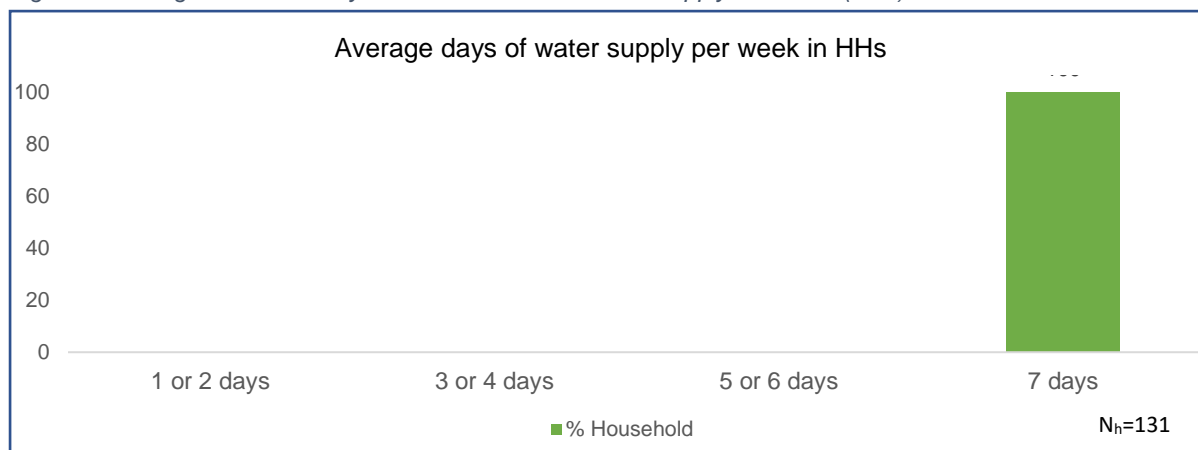 Average days of water supply per week in HHs
100
80
60
40
20
0
1 or 2 days 3 or 4 days 5 or 6 days 7 days
% Household
Nₕ=131